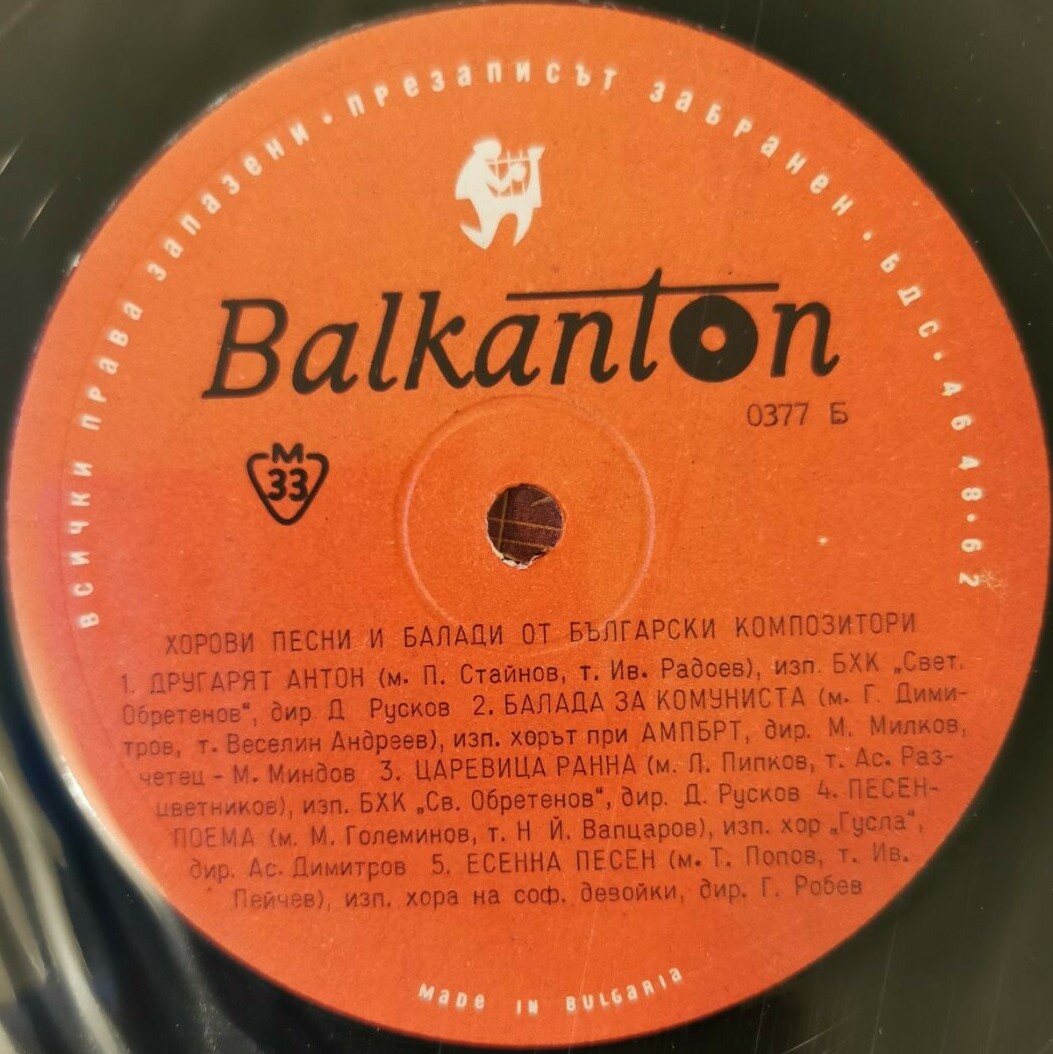 ВСИЧКИ ПРАВА ЗАПАЗЕНИ · ПРЕЗАПИСЪТ ЗАБРАНЕН · БДС · 46 48 · 62
Balkanton
0377 Б
М
33
ХОРОВИ ПЕСНИ И БАЛАДИ ОТ БЪЛГАРСКИ КОМПОЗИТОРИ
1. ДРУГАРЯТ АНТОН (м. П. Стайнов, т. Ив. Радоев), изп. БХК „Свет.
Обретенов“, дир Д Русков 2. БАЛАДА ЗА КОМУНИСТА (м. Г. Дими-
тров, т. Веселин Андреев), изп. хорът при АМПБРТ, дир. М. Милков,
четец - М. Миндов 3. ЦАРЕВИЦА РАННА (м. Л. Пипков, т. Ас. Раз-
цветников), изп. БХК „Св. Обретенов“, дир. Д. Русков 4. ПЕСЕН-
ПОЕМА (м. М. Големинов, т. Н Й. Вапцаров), изп. хор „Гусла“,
дир. Ас. Димитров 5. ЕСЕННА ПЕСЕН (м. Т. Попов, т. Ив.
Пейчев), изп. хора на соф. девойки, дир. Г. Робев
MADE IN BULGARIA